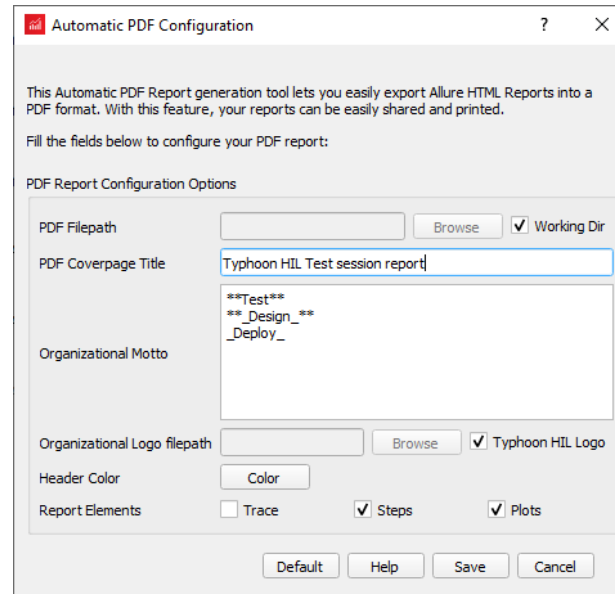 Automatic PDF Configuration
This Automatic PDF Report generation tool lets you easily export Allure HTML Reports into a
PDF format. With this feature, your reports can be easily shared and printed.
Fill the fields below to configure your PDF report:
PDF Report Configuration Options
PDF Filepath Browse Working Dir
PDF Coverpage Title Typhoon HIL Test session report
**Test**
**_Design_**
_Deploy_
Organizational Motto
Organizational Logo filepath Browse Typhoon HIL Logo
Header Color Color
Report Elements Trace Steps Plots
Default Help Save Cancel